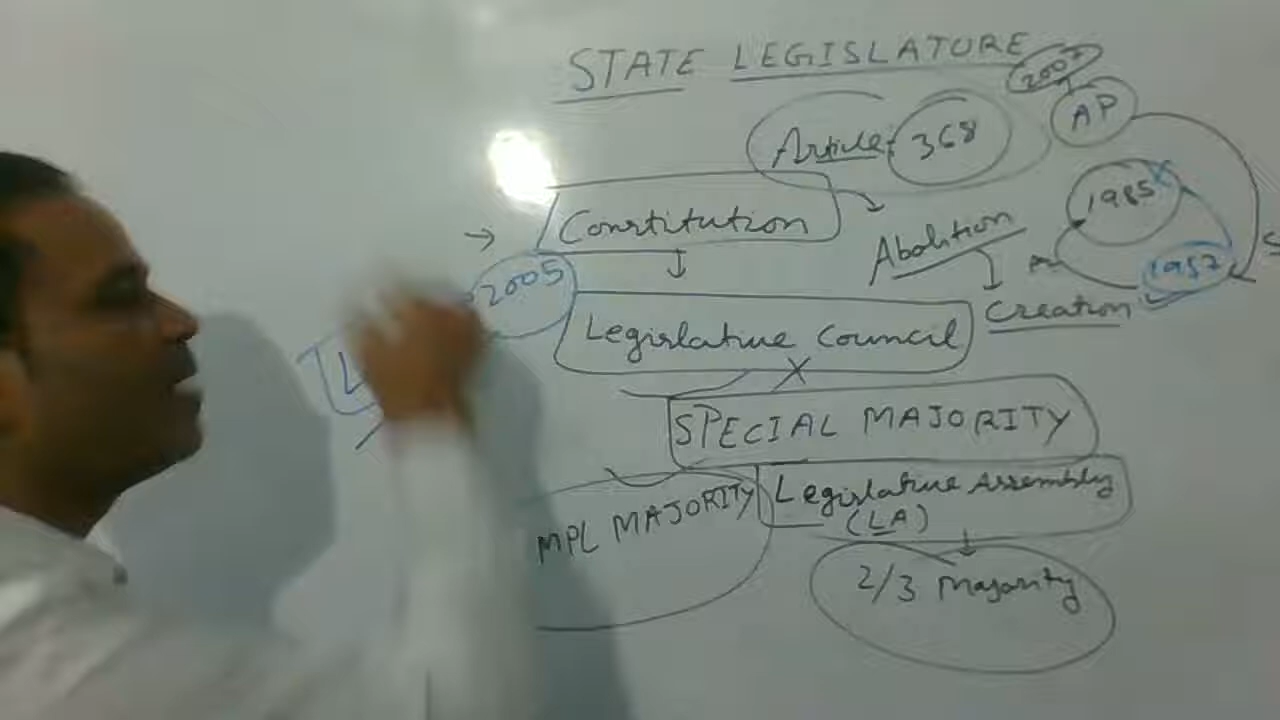 STATE LEGISLATURE
2007
AP
Article: 368
1985
Constitution
Abolition
1957
2005
Creation
Legislative Council
X
SPECIAL MAJORITY
MPL MAJORITY
Legislative Assembly
(LA)
2/3 Majority